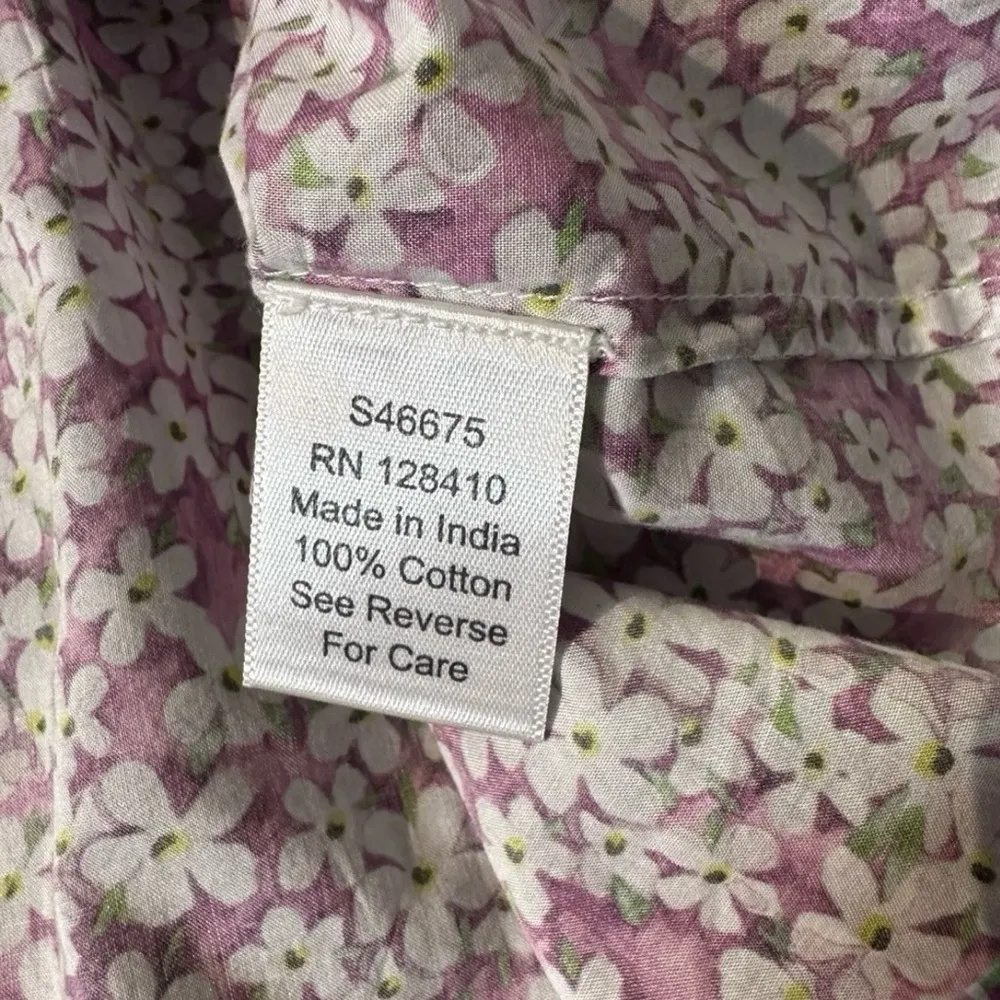 S46675
RN 128410
Made in India
100% Cotton
See Reverse
For Care